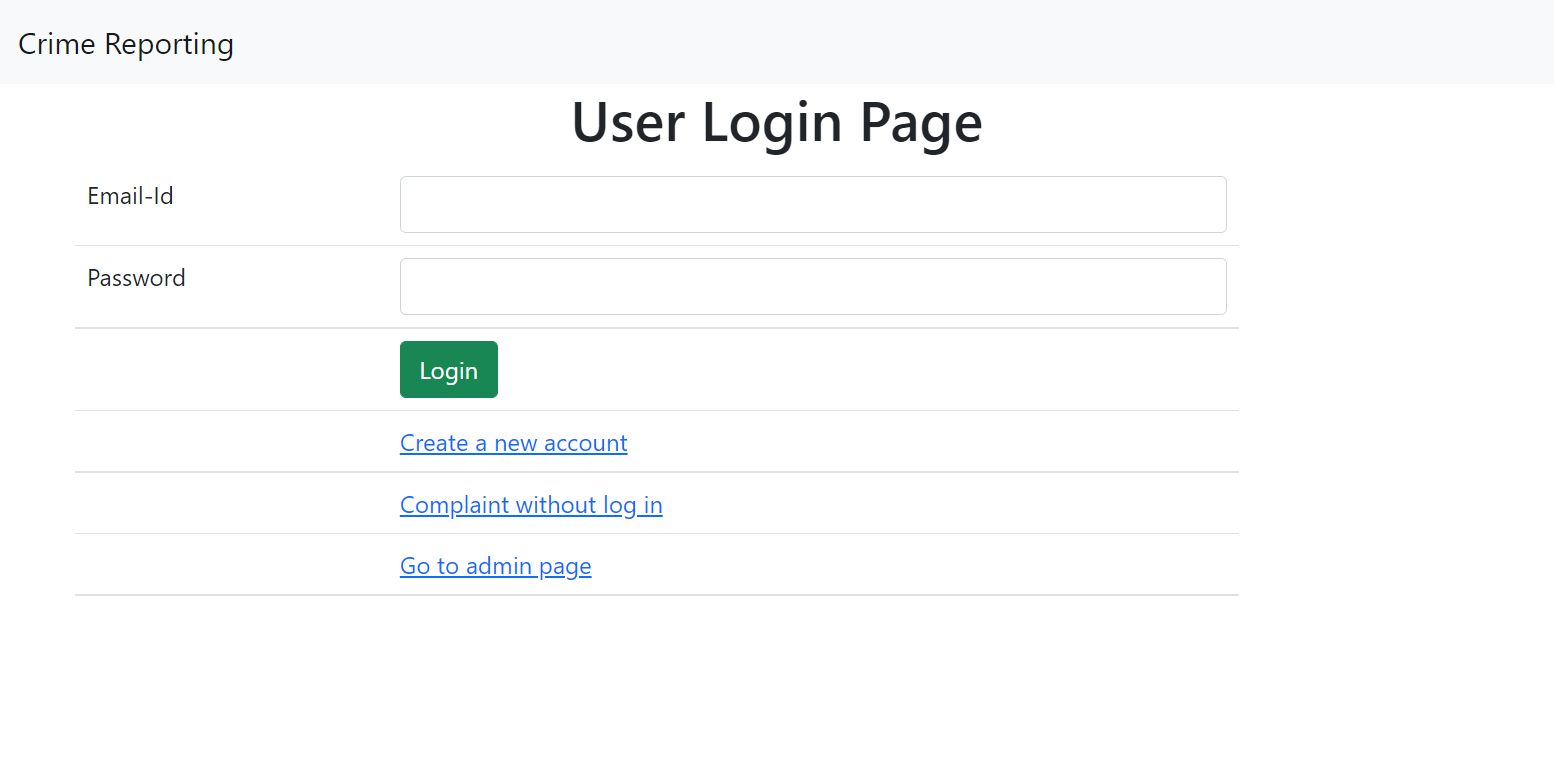 Crime Reporting
User Login Page
Email-Id
Password
Login
Create a new account
Complaint without log in
Go to admin page